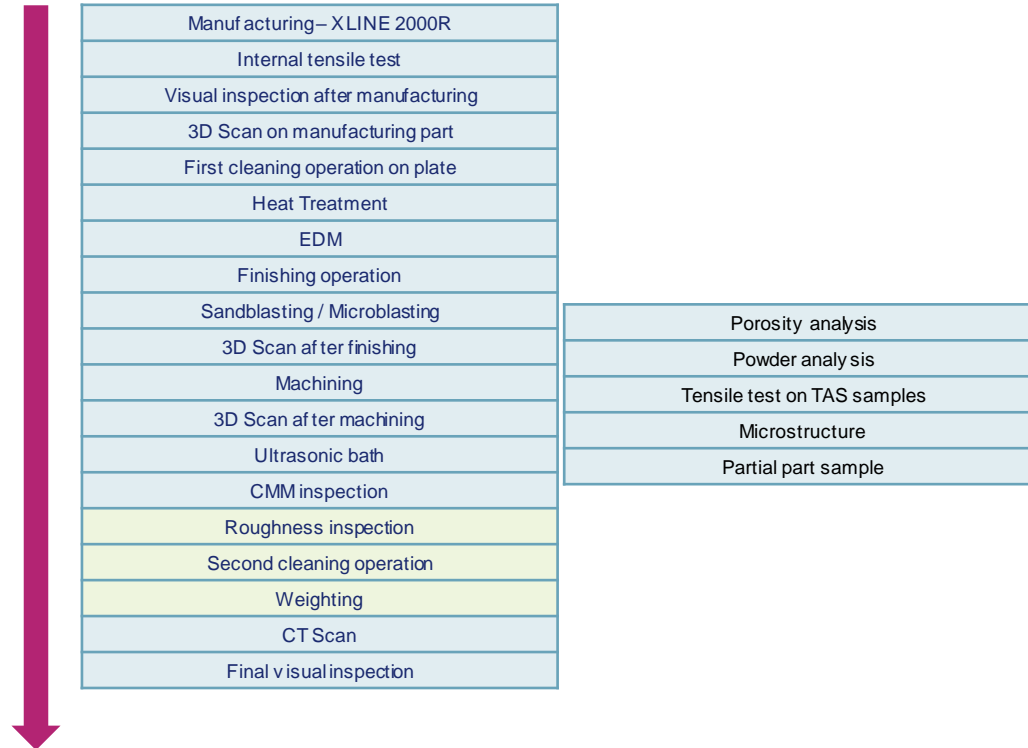 Manufacturing– XLINE 2000R
Internal tensile test
Visual inspection after manufacturing
3D Scan on manufacturing part
First cleaning operation on plate
Heat Treatment
EDM
Finishing operation
Sandblasting / Microblasting
3D Scan after finishing
Machining
3D Scan after machining
Ultrasonic bath
CMM inspection
Roughness inspection
Second cleaning operation
Weighting
CT Scan
Final visual inspection
Porosity analysis
Powder analysis
Tensile test on TAS samples
Microstructure
Partial part sample